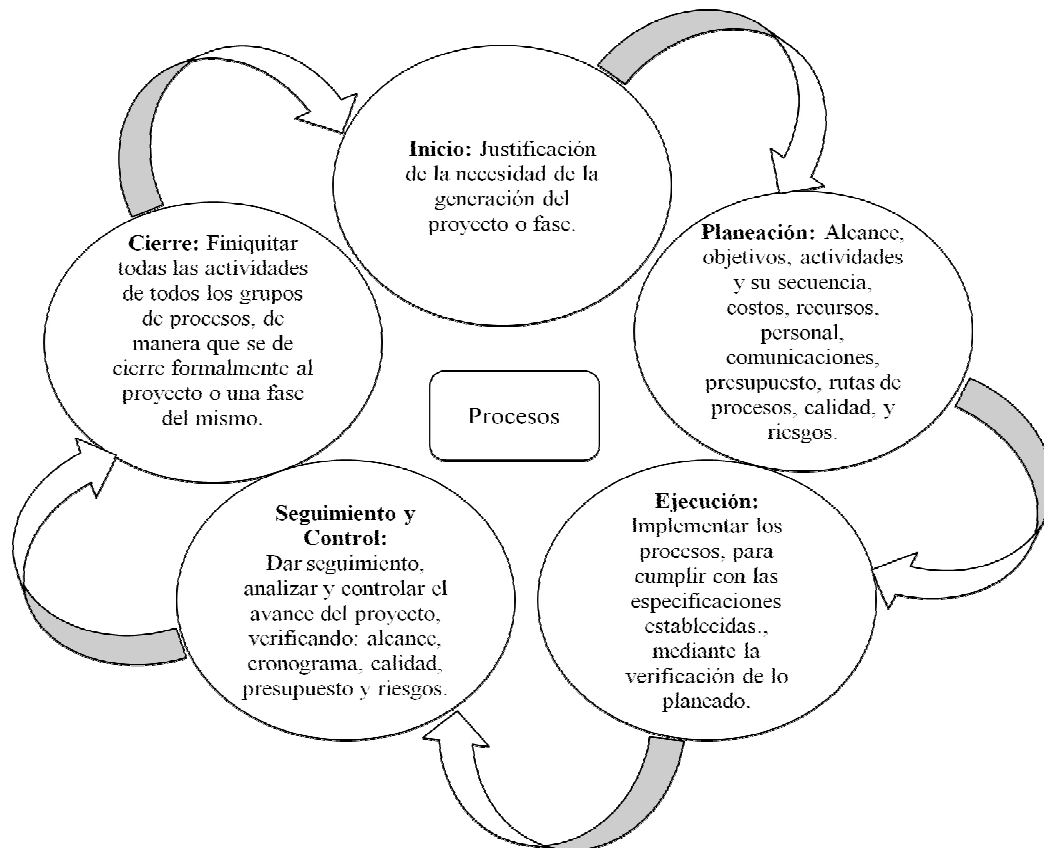 Inicio: Justificación
de la necesidad de la
generación del
proyecto o fase.
Planeación: Alcance,
objetivos, actividades
y su secuencia,
costos, recursos,
personal,
comunicaciones,
presupuesto, rutas de
procesos, calidad, y
riesgos.
Ejecución:
Implementar los
procesos, para
cumplir con las
especificaciones
establecidas.,
mediante la
verificación de lo
planeado.
Seguimiento y
Control:
Dar seguimiento,
analizar y controlar el
avance del proyecto,
verificando: alcance,
cronograma, calidad,
presupuesto y riesgos.
Cierre: Finiquitar
todas las actividades
de todos los grupos
de procesos, de
manera que se de
cierre formalmente al
proyecto o una fase
del mismo.
Procesos